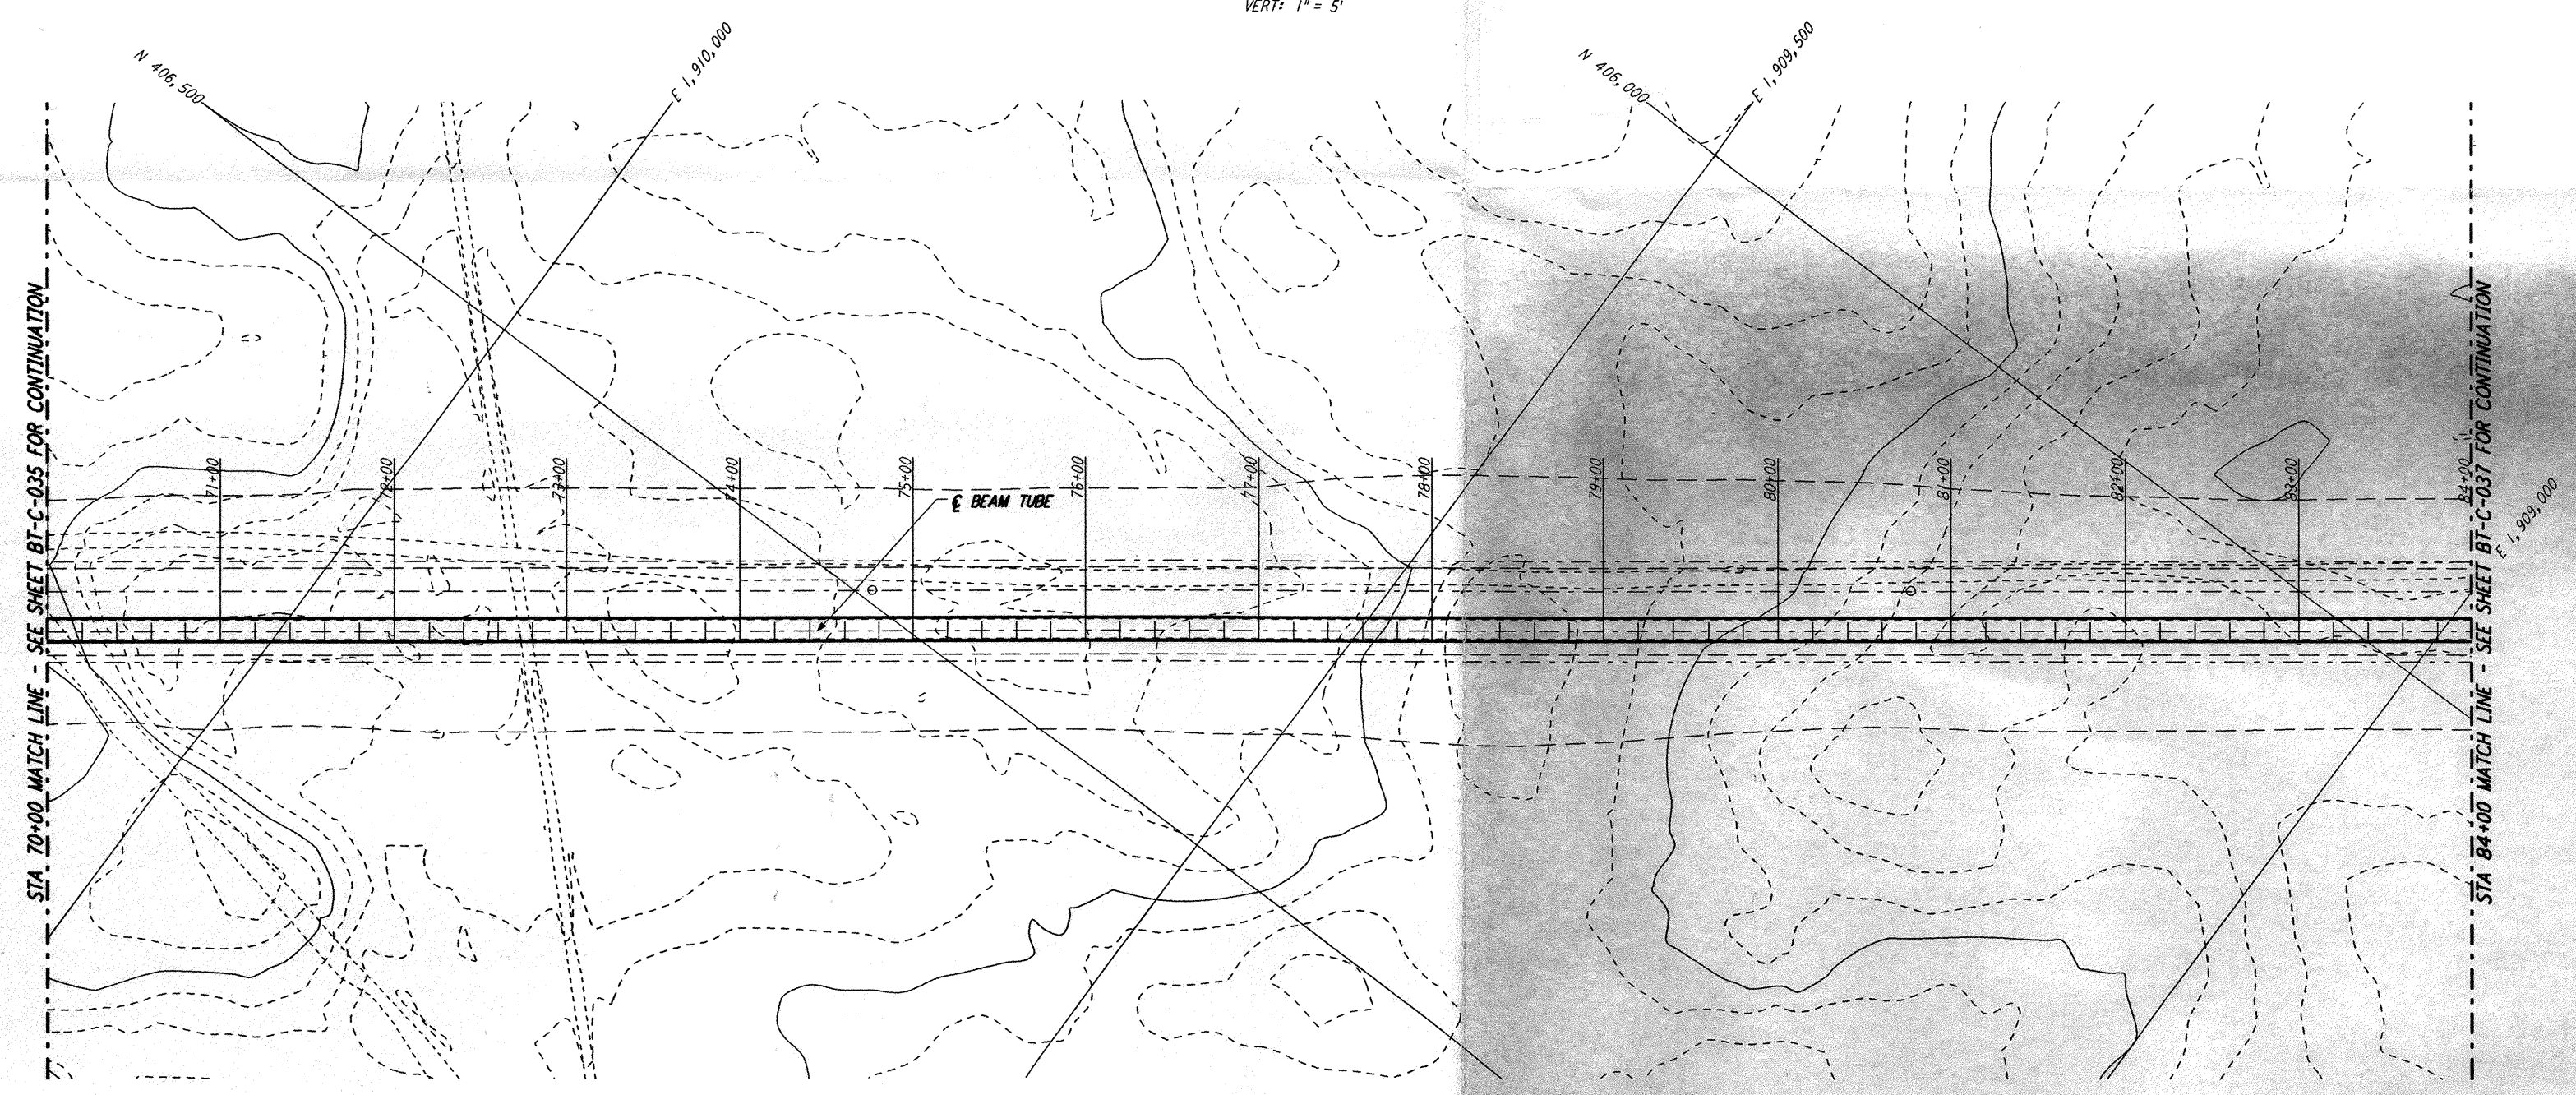 VERT: 1" = 5'
N 406,500
E 1,910,000
N 406,000
E 1,909,500
STA 70+00 MATCH LINE - SEE SHEET BT-C-035 FOR CONTINUATION
71+00
72+00
73+00
74+00
75+00
76+00
77+00
78+00
79+00
80+00
81+00
82+00
83+00
84+00
℄ BEAM TUBE
STA 84+00 MATCH LINE - SEE SHEET BT-C-037 FOR CONTINUATION
E 1,909,000